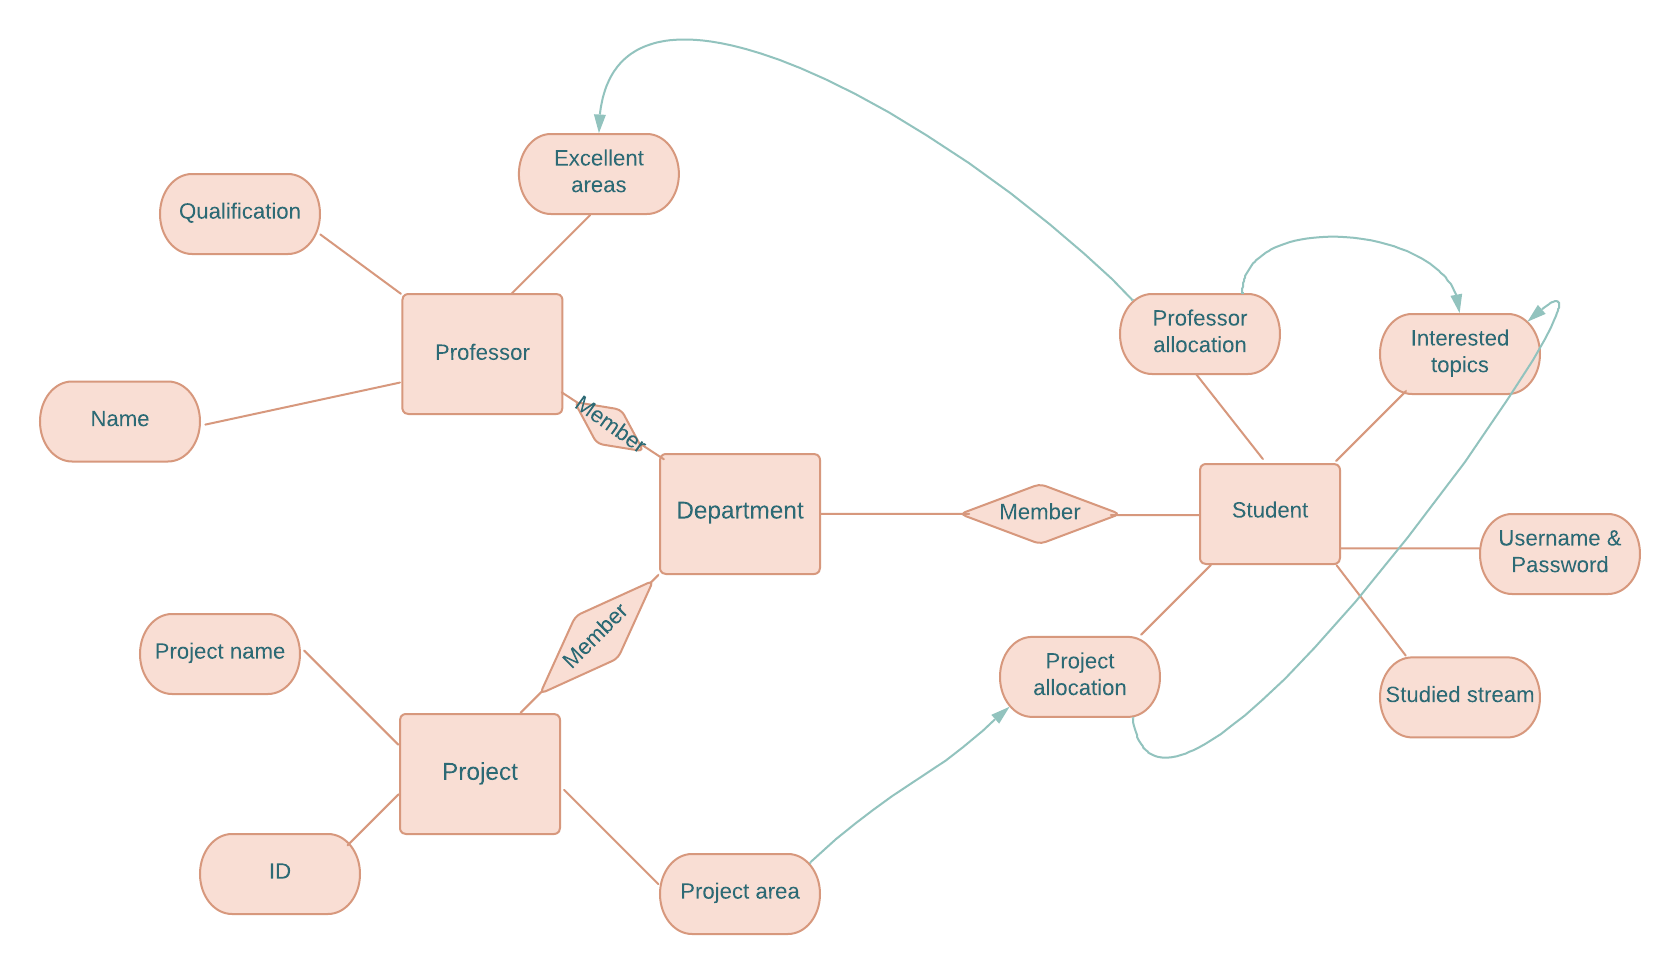 Excellent
areas
Qualification
Professor
allocation
Interested
topics
Professor
Name
Member
Department
Member
Student
Username &
Password
Member
Project name
Project
allocation
Studied stream
Project
ID
Project area